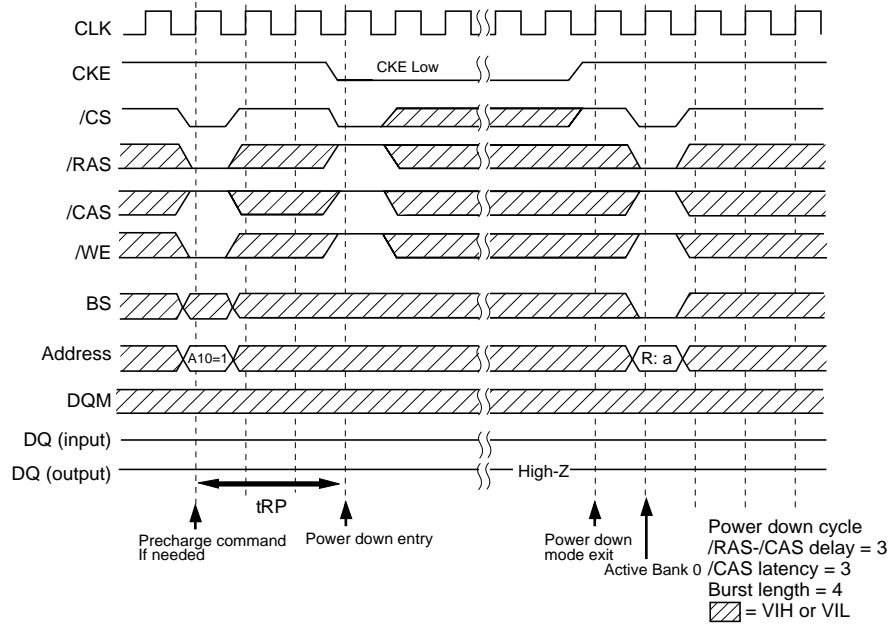 CLK
CKE
CKE Low
/CS
/RAS
/CAS
/WE
BS
Address
A10=1
R: a
DQM
DQ (input)
DQ (output)
High-Z
tRP
Precharge command
If needed
Power down entry
Power down
mode exit
Active Bank 0
Power down cycle
/RAS-/CAS delay = 3
/CAS latency = 3
Burst length = 4
= VIH or VIL